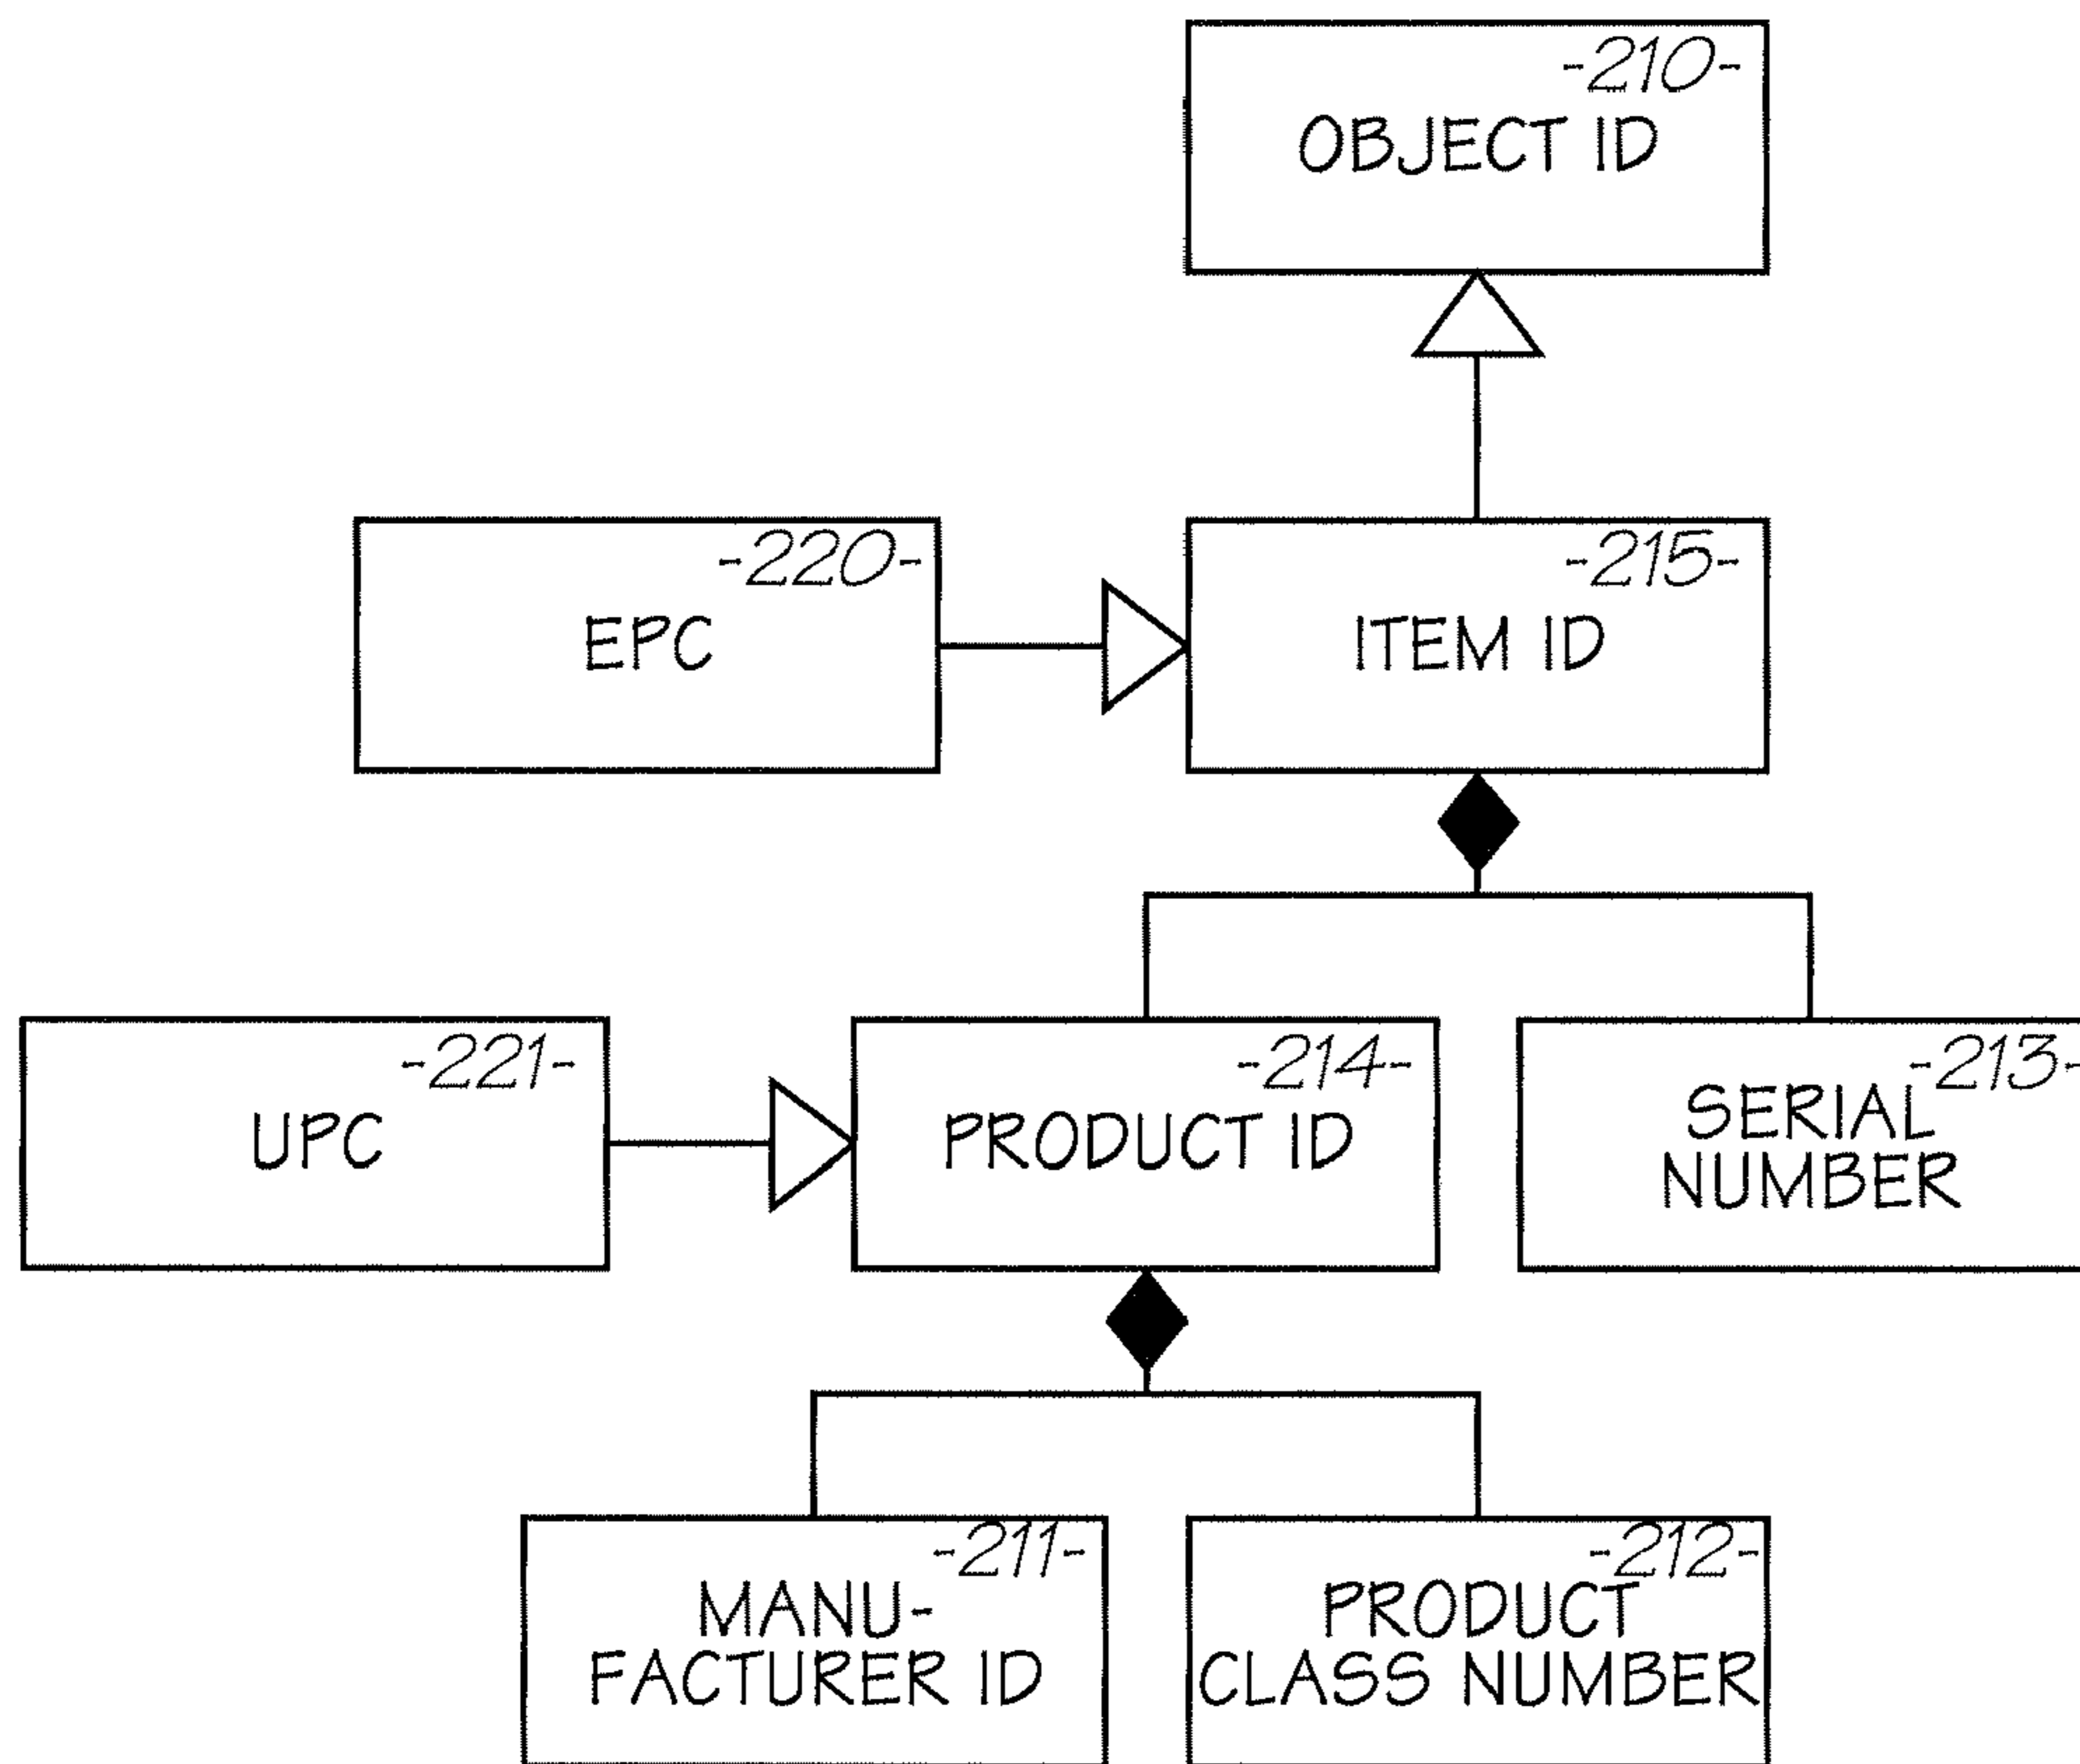 -210-
OBJECT ID
-220-
EPC
-215-
ITEM ID
-221-
UPC
-214-
PRODUCT ID
-213-
SERIAL
NUMBER
-211-
MANU-
FACTURER ID
-212-
PRODUCT
CLASS NUMBER